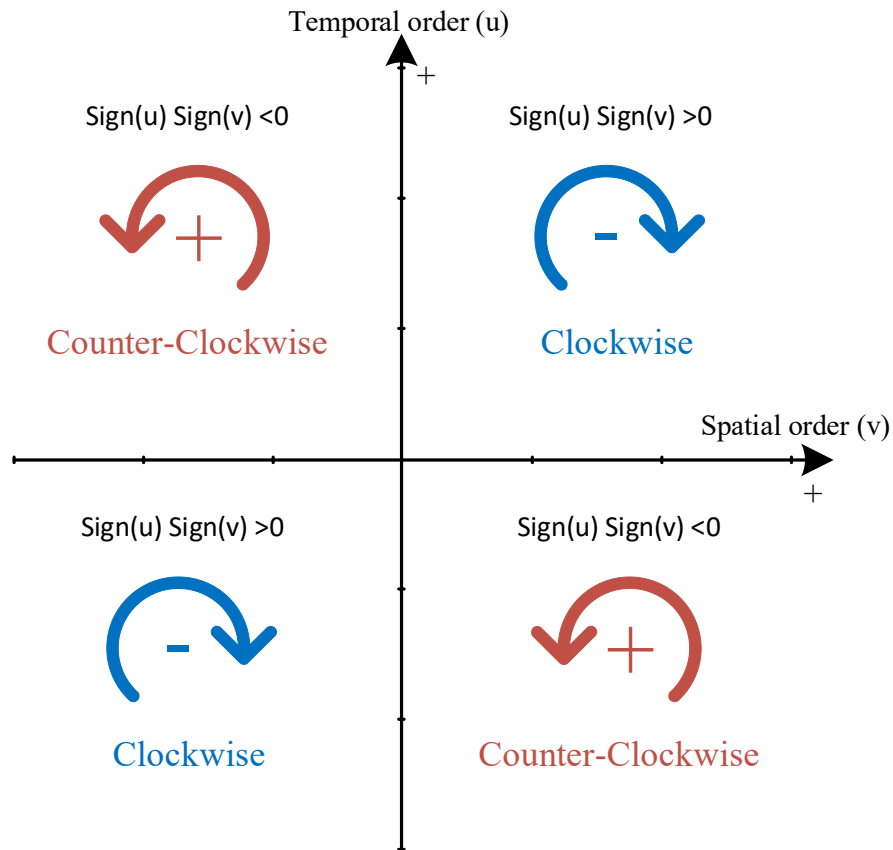 Temporal order (u)
+
Sign(u) Sign(v) <0
Sign(u) Sign(v) >0
+
-
Counter-Clockwise
Clockwise
Spatial order (v)
+
Sign(u) Sign(v) >0
Sign(u) Sign(v) <0
-
+
Clockwise
Counter-Clockwise